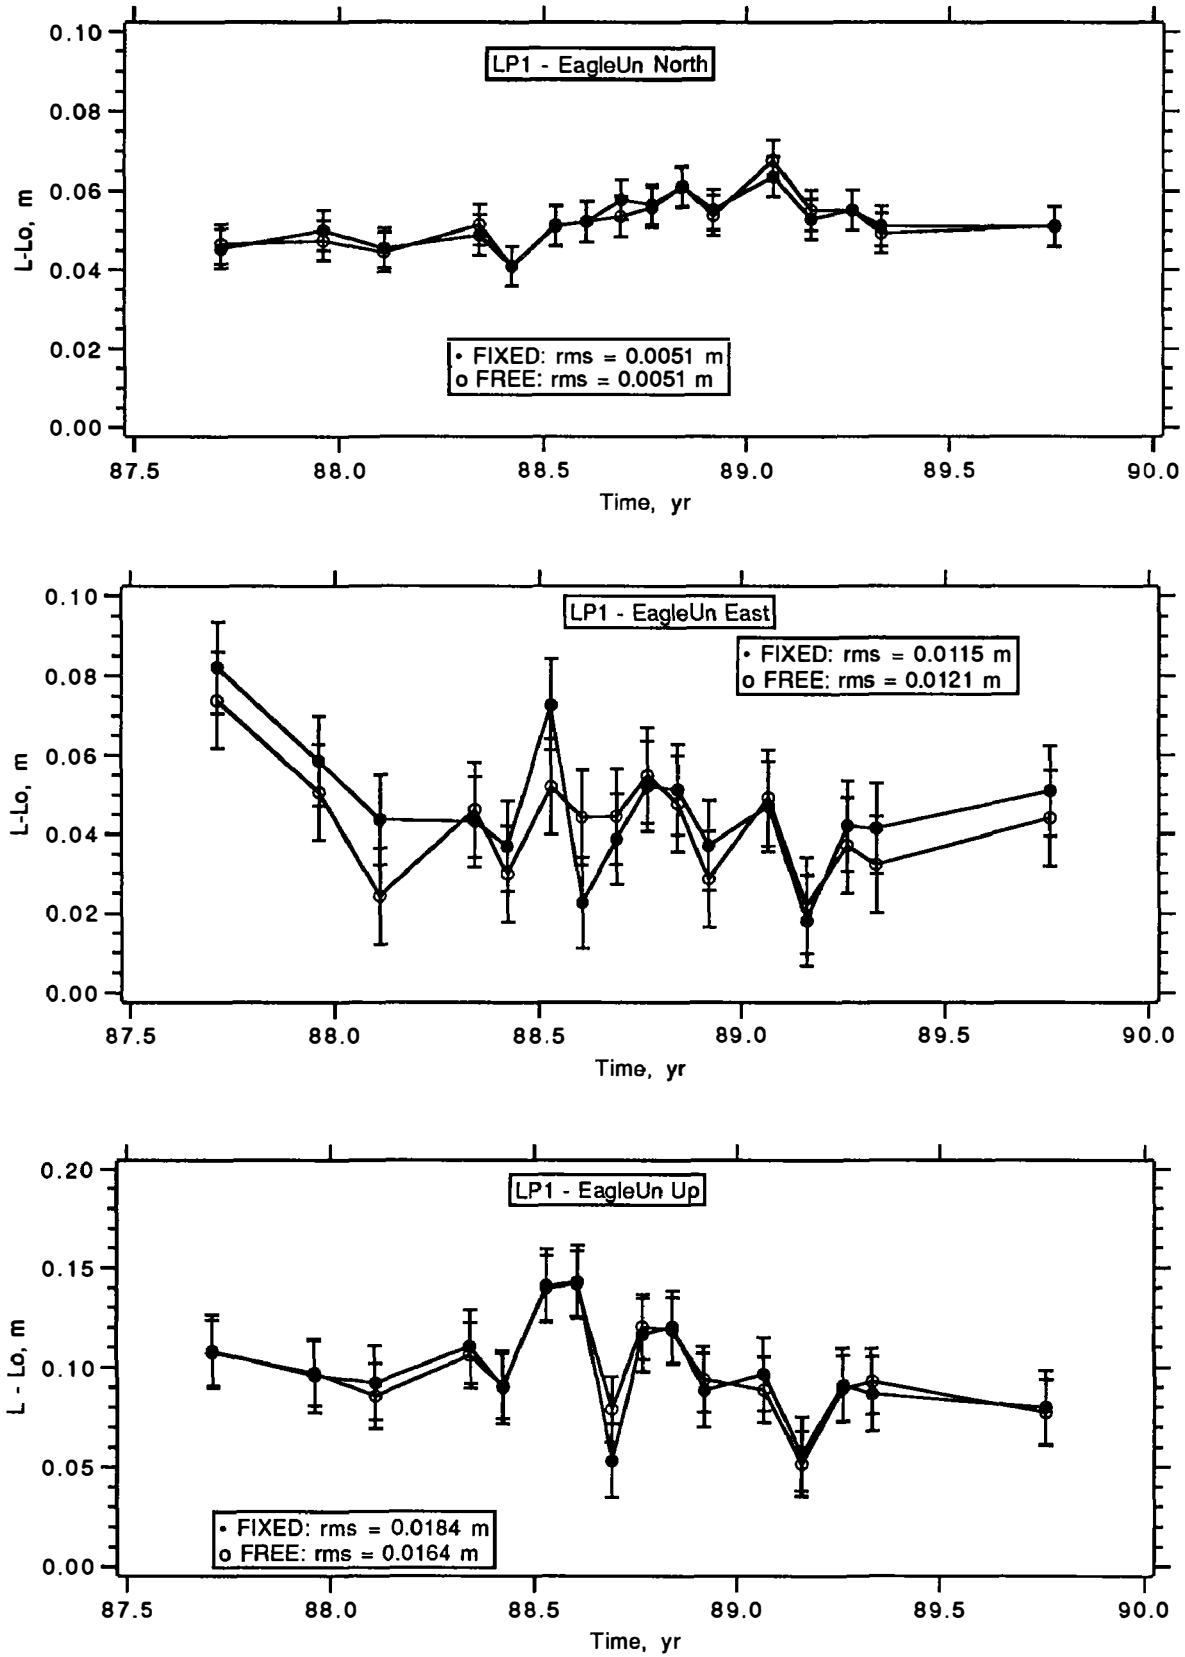 0.10
LP1 - EagleUn North
0.08
0.06
L-Lo, m
0.04
• FIXED: rms = 0.0051 m
o FREE: rms = 0.0051 m
0.02
0.00
87.5 88.0 88.5 89.0 89.5 90.0
Time, yr
0.10
LP1 - EagleUn East
• FIXED: rms = 0.0115 m
o FREE: rms = 0.0121 m
0.08
0.06
L-Lo, m
0.04
0.02
0.00
87.5 88.0 88.5 89.0 89.5 90.0
Time, yr
0.20
LP1 - EagleUn Up
0.15
0.10
L - Lo, m
0.05
• FIXED: rms = 0.0184 m
o FREE: rms = 0.0164 m
0.00
87.5 88.0 88.5 89.0 89.5 90.0
Time, yr